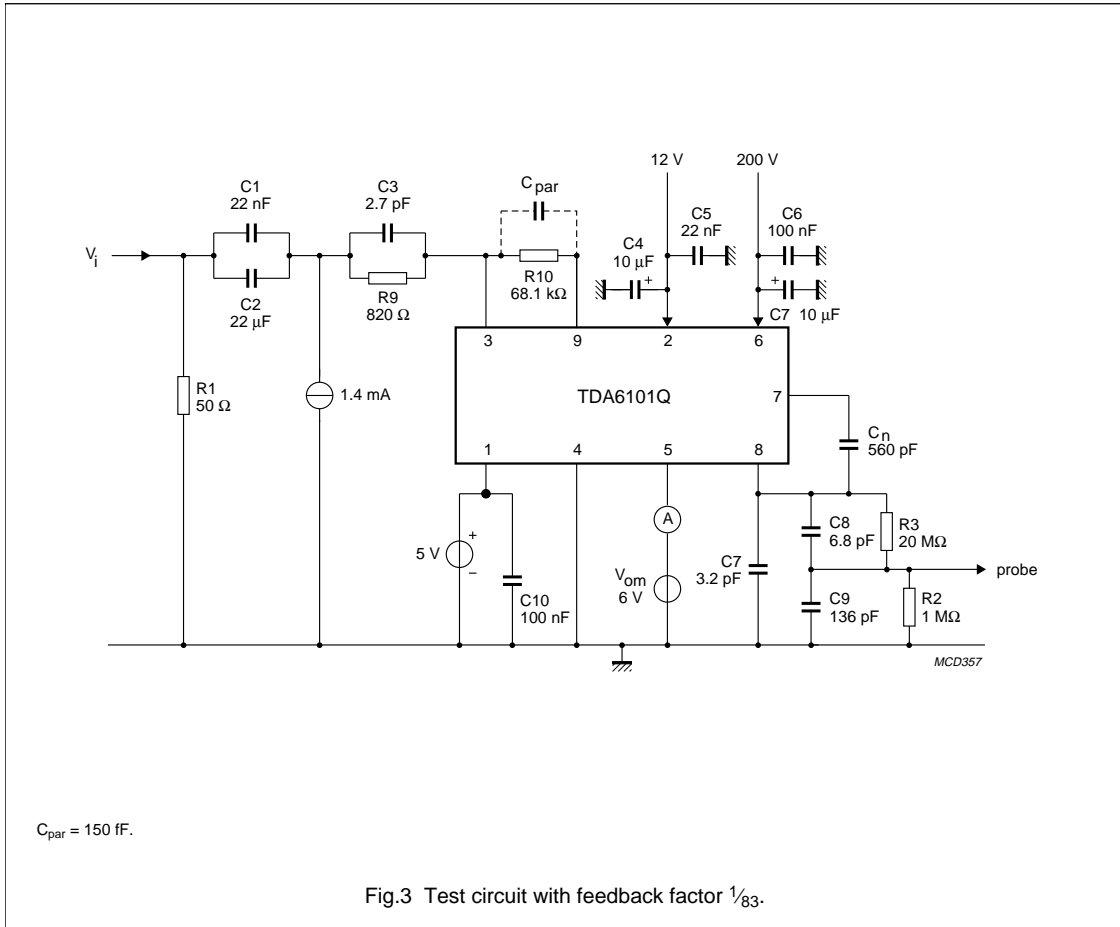 12 V
200 V
C par
C1
22 nF
C3
2.7 pF
C5
22 nF
C6
100 nF
C4
10 μF
+
+
C7
10 μF
Vi
R10
68.1 kΩ
C2
22 μF
R9
820 Ω
3
9
2
6
TDA6101Q
7
R1
50 Ω
1.4 mA
Cn
560 pF
1
4
5
8
A
C8
6.8 pF
R3
20 MΩ
5 V
+
−
C7
3.2 pF
probe
Vom
6 V
C10
100 nF
C9
136 pF
R2
1 MΩ
MCD357
Cpar = 150 fF.
Fig.3 Test circuit with feedback factor 1⁄83.